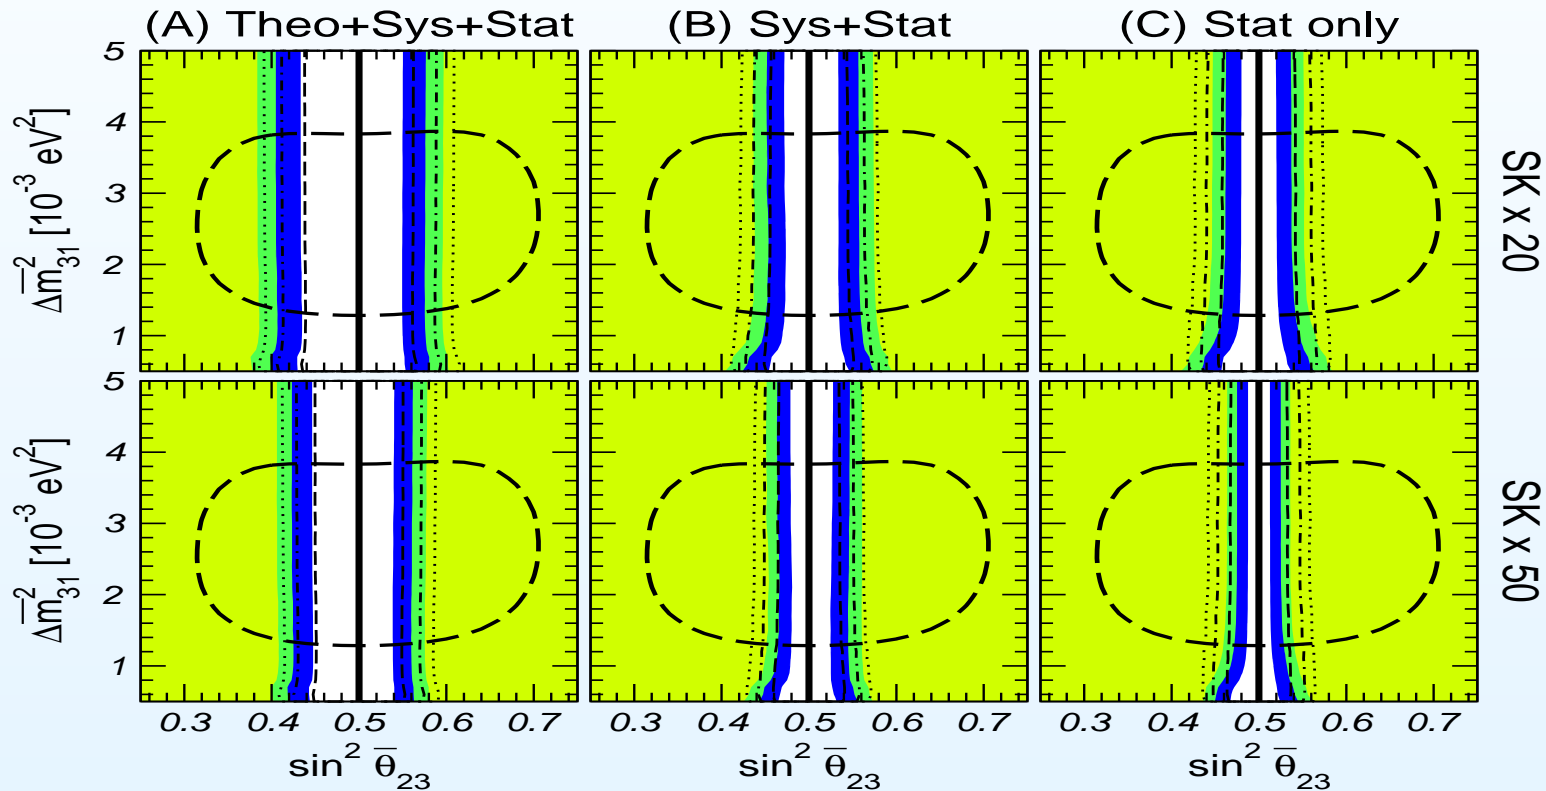 (A) Theo+Sys+Stat (B) Sys+Stat (C) Stat only
5
4
3
2
1
Δm̅²₃₁ [10⁻³ eV²]
SK x 20
5
4
3
2
1
Δm̅²₃₁ [10⁻³ eV²]
SK x 50
0.3 0.4 0.5 0.6 0.7 0.3 0.4 0.5 0.6 0.7 0.3 0.4 0.5 0.6 0.7
sin² θ̅₂₃ sin² θ̅₂₃ sin² θ̅₂₃